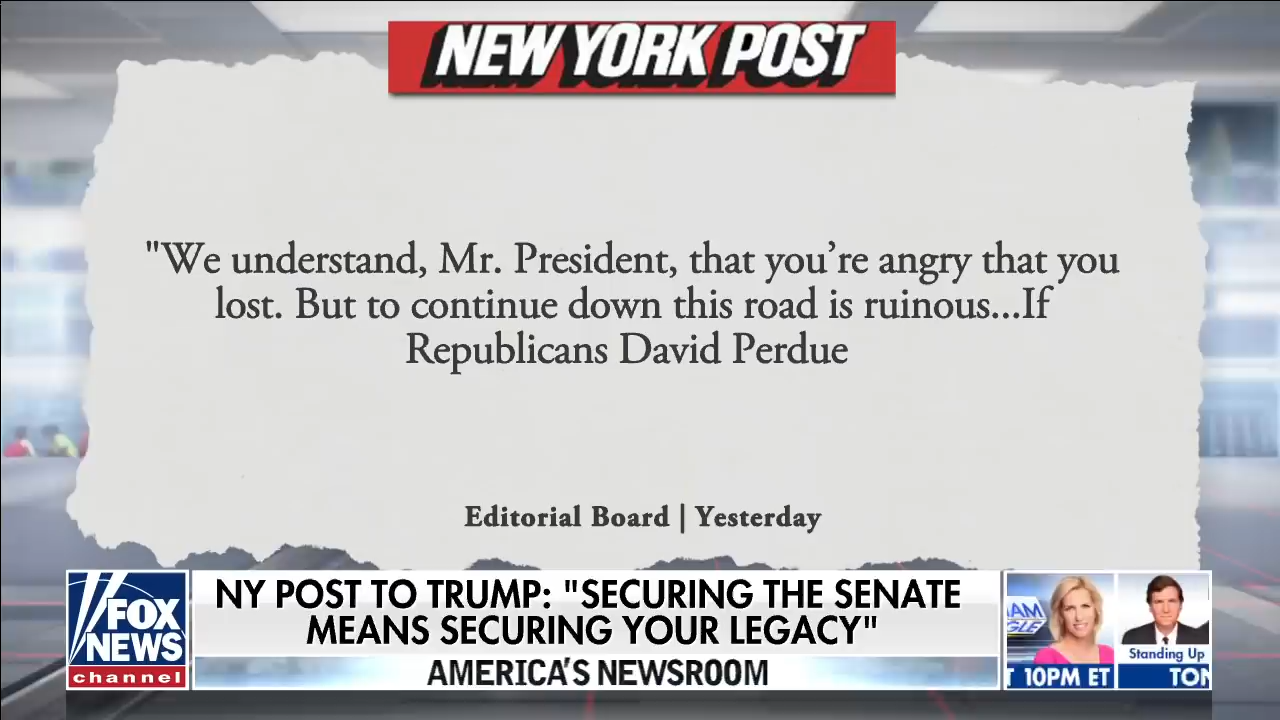 NEW YORK POST
"We understand, Mr. President, that you’re angry that you
lost. But to continue down this road is ruinous...If
Republicans David Perdue
Editorial Board | Yesterday
FOX
NEWS
channel
NY POST TO TRUMP: "SECURING THE SENATE
MEANS SECURING YOUR LEGACY"
AMERICA'S NEWSROOM
10PM ET
Standing Up